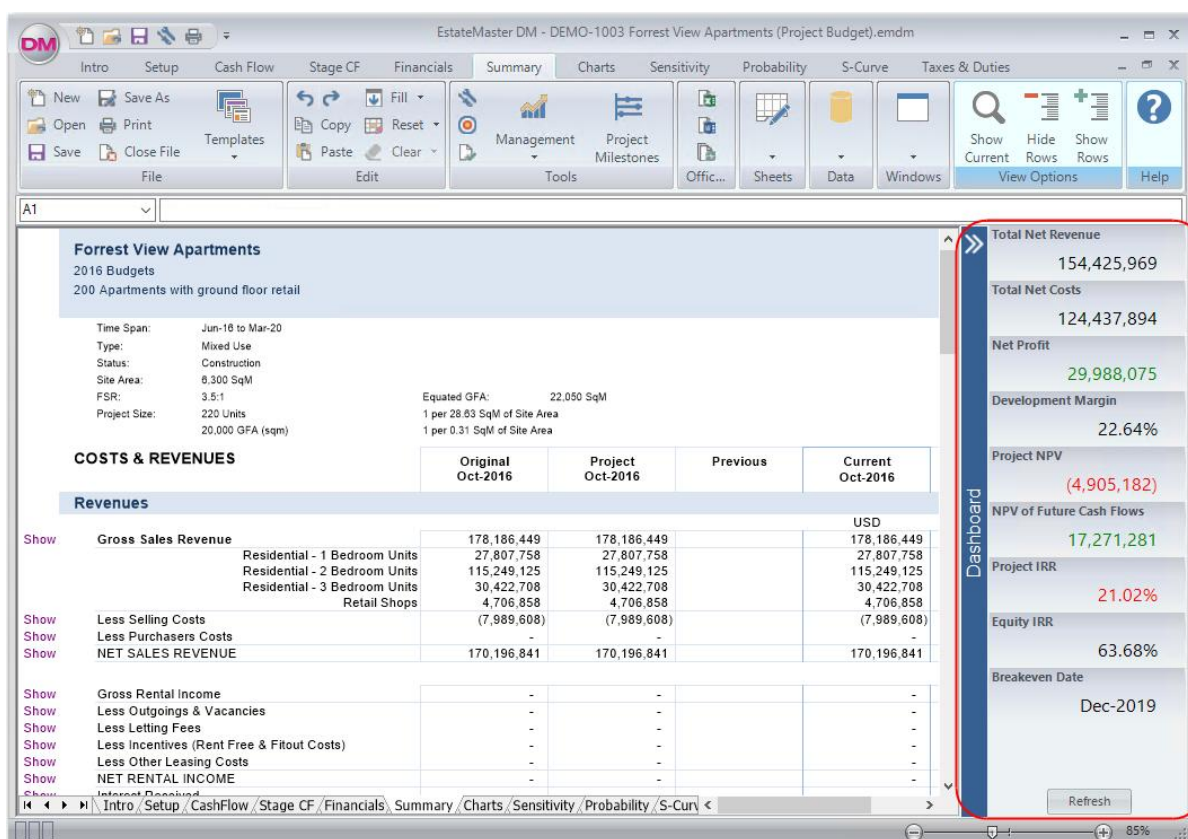 DM
EstateMaster DM - DEMO-1003 Forrest View Apartments (Project Budget).emdm
Intro Setup Cash Flow Stage CF Financials Summary Charts Sensitivity Probability S-Curve Taxes & Duties
New Save As Fill
Open Print Templates Copy Reset Management Project Milestones Show Current Hide Rows Show Rows
Save Close File Paste Clear
File Edit Tools Offic... Sheets Data Windows View Options Help
A1
Forrest View Apartments
2016 Budgets
200 Apartments with ground floor retail
Time Span: Jun-16 to Mar-20
Type: Mixed Use
Status: Construction
Site Area: 6,300 SqM
FSR: 3.5:1 Equated GFA: 22,050 SqM
Project Size: 220 Units 1 per 28.63 SqM of Site Area
20,000 GFA (sqm) 1 per 0.31 SqM of Site Area
COSTS & REVENUES Original Project Previous Current
Oct-2016 Oct-2016 Oct-2016
Revenues
USD
Show Gross Sales Revenue 178,186,449 178,186,449 178,186,449
Residential - 1 Bedroom Units 27,807,758 27,807,758 27,807,758
Residential - 2 Bedroom Units 115,249,125 115,249,125 115,249,125
Residential - 3 Bedroom Units 30,422,708 30,422,708 30,422,708
Retail Shops 4,706,858 4,706,858 4,706,858
Show Less Selling Costs (7,989,608) (7,989,608) (7,989,608)
Show Less Purchasers Costs - - -
Show NET SALES REVENUE 170,196,841 170,196,841 170,196,841
Show Gross Rental Income - - -
Show Less Outgoings & Vacancies - - -
Show Less Letting Fees - - -
Show Less Incentives (Rent Free & Fitout Costs) - - -
Show Less Other Leasing Costs - - -
Show NET RENTAL INCOME - - -
Show Interest Received
Intro Setup CashFlow Stage CF Financials Summary Charts Sensitivity Probability S-Curv
Dashboard
Total Net Revenue
154,425,969
Total Net Costs
124,437,894
Net Profit
29,988,075
Development Margin
22.64%
Project NPV
(4,905,182)
NPV of Future Cash Flows
17,271,281
Project IRR
21.02%
Equity IRR
63.68%
Breakeven Date
Dec-2019
Refresh
85%